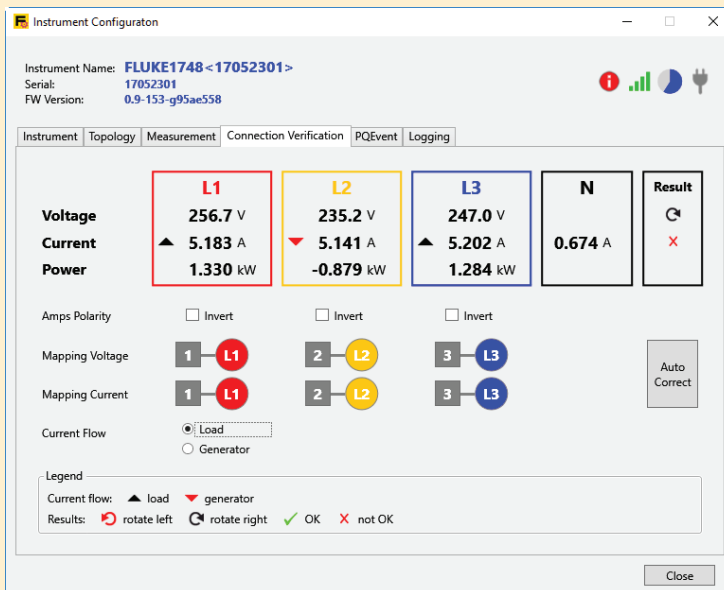 Instrument Configuraton
Instrument Name: FLUKE1748<17052301>
Serial: 17052301
FW Version: 0.9-153-g95ae558
Instrument Topology Measurement Connection Verification PQEvent Logging
L1 L2 L3 N Result
Voltage 256.7 V 235.2 V 247.0 V
Current 5.183 A 5.141 A 5.202 A 0.674 A
Power 1.330 kW -0.879 kW 1.284 kW
Amps Polarity Invert Invert Invert
Mapping Voltage 1 L1 2 L2 3 L3
Mapping Current 1 L1 2 L2 3 L3
Auto
Correct
Current Flow Load
Generator
Legend
Current flow: load generator
Results: rotate left rotate right OK not OK
Close